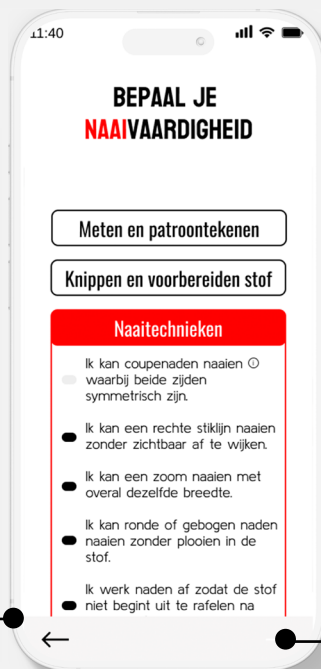 11:40
BEPAAL JE
NAAIVAARDIGHEID
Meten en patroontekenen
Knippen en voorbereiden stof
Naaitechnieken
Ik kan coupenaden naaien
waarbij beide zijden
symmetrisch zijn.
Ik kan een rechte stiklijn naaien
zonder zichtbaar af te wijken.
Ik kan een zoom naaien met
overal dezelfde breedte.
Ik kan ronde of gebogen naden
naaien zonder plooien in de
stof.
Ik werk naden af zodat de stof
niet begint uit te rafelen na